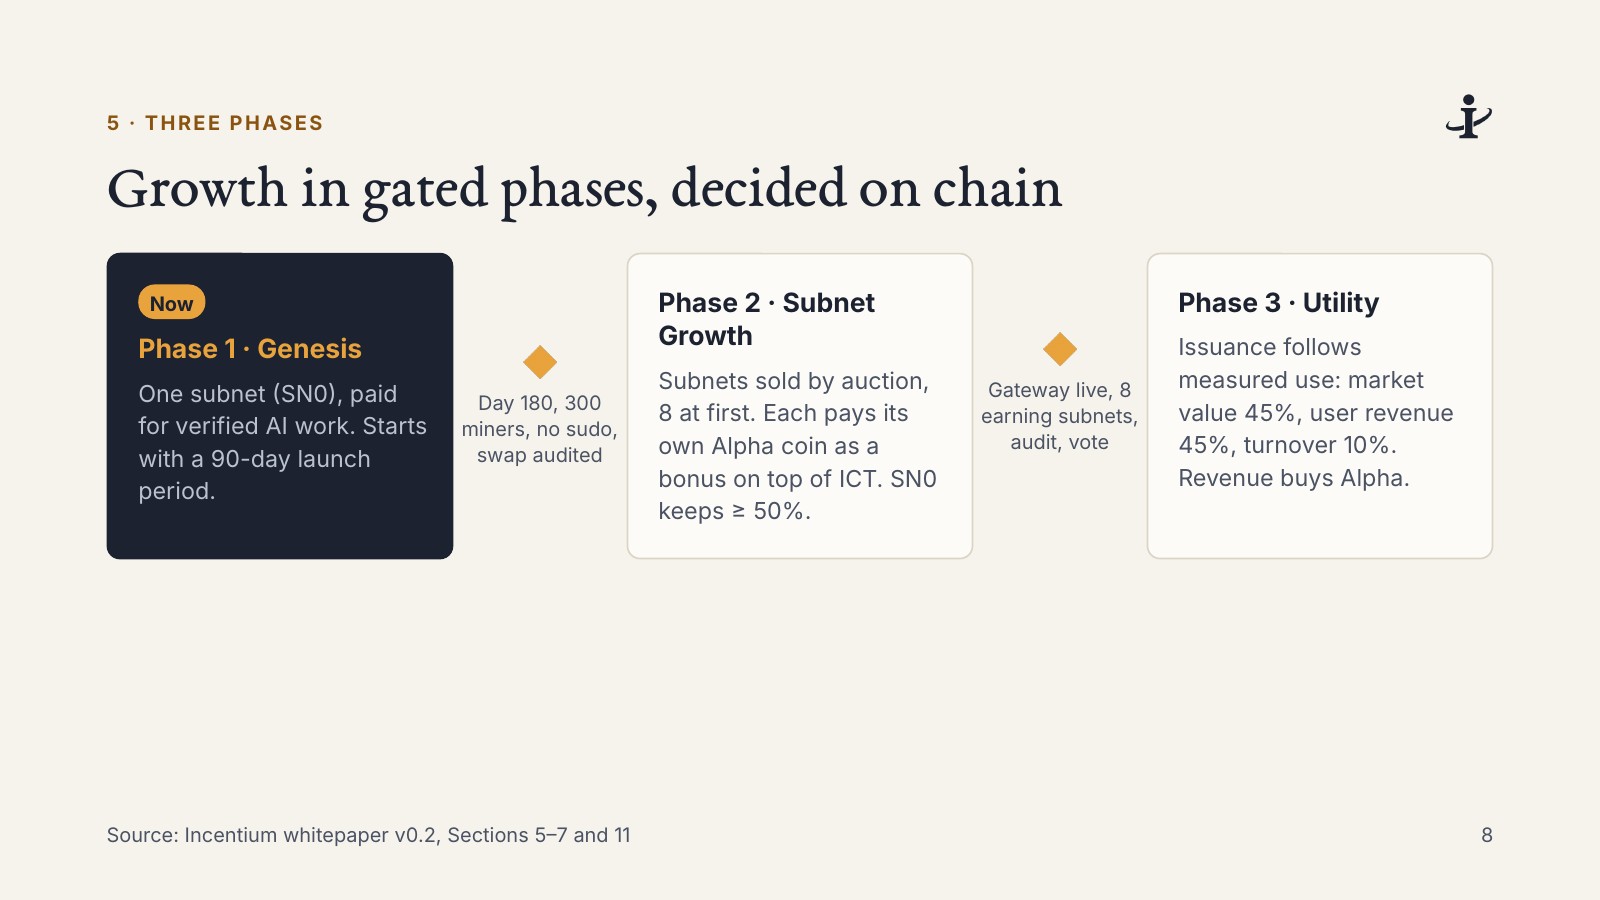 5 · THREE PHASES
Growth in gated phases, decided on chain
Now
Phase 1 · Genesis
One subnet (SN0), paid
for verified AI work. Starts
with a 90-day launch
period.
Day 180, 300
miners, no sudo,
swap audited
Phase 2 · Subnet
Growth
Subnets sold by auction,
8 at first. Each pays its
own Alpha coin as a
bonus on top of ICT. SN0
keeps ≥ 50%.
Gateway live, 8
earning subnets,
audit, vote
Phase 3 · Utility
Issuance follows
measured use: market
value 45%, user revenue
45%, turnover 10%.
Revenue buys Alpha.
Source: Incentium whitepaper v0.2, Sections 5–7 and 11
8